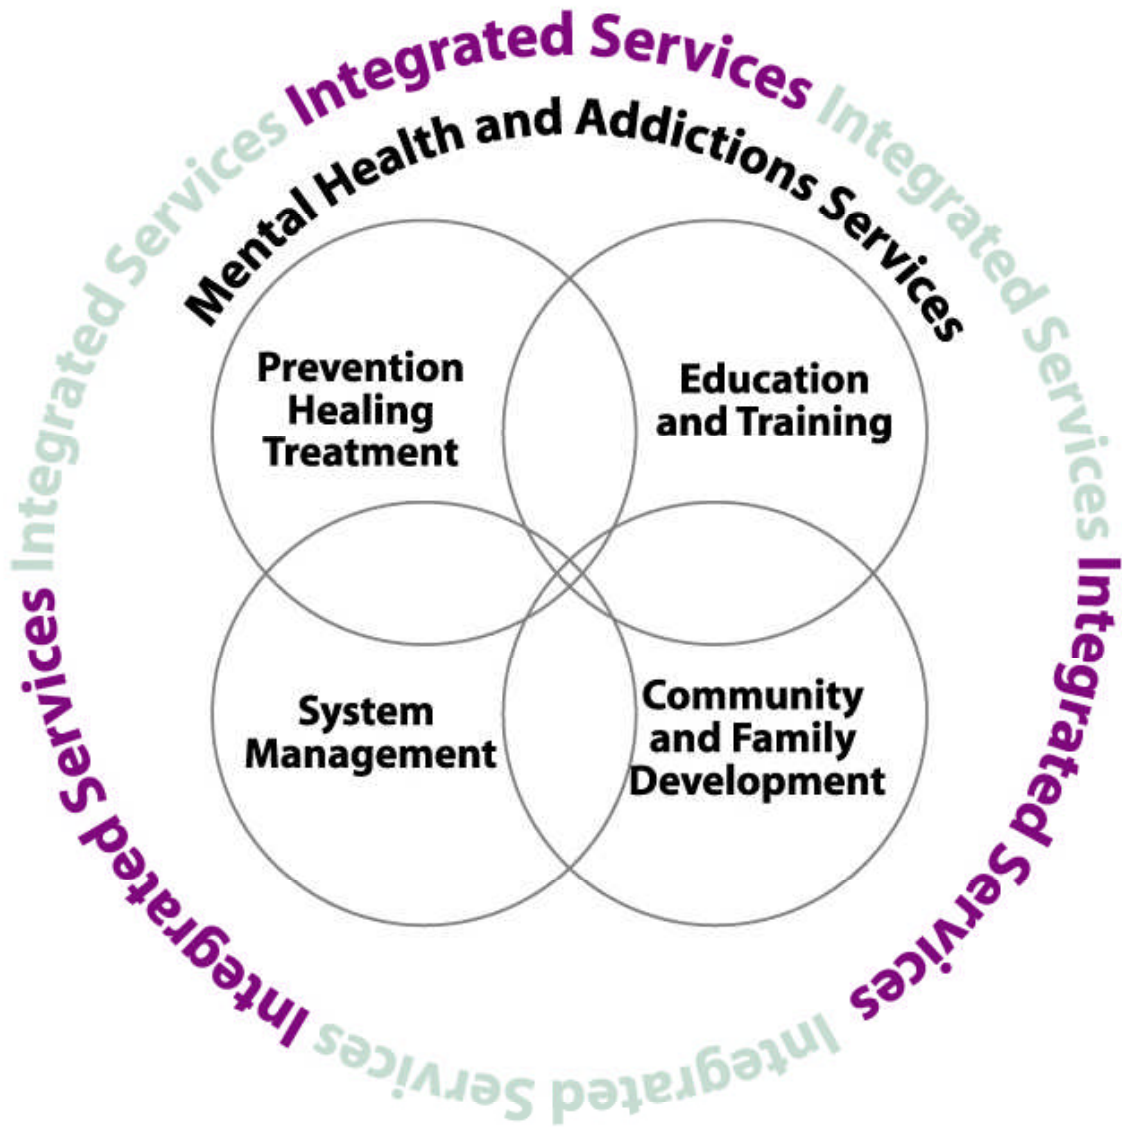 Integrated Services
Integrated Services
Integrated Services
Integrated Services
Integrated Services
Integrated Services
Mental Health and Addictions Services
Prevention
Healing
Treatment
Education
and Training
System
Management
Community
and Family
Development